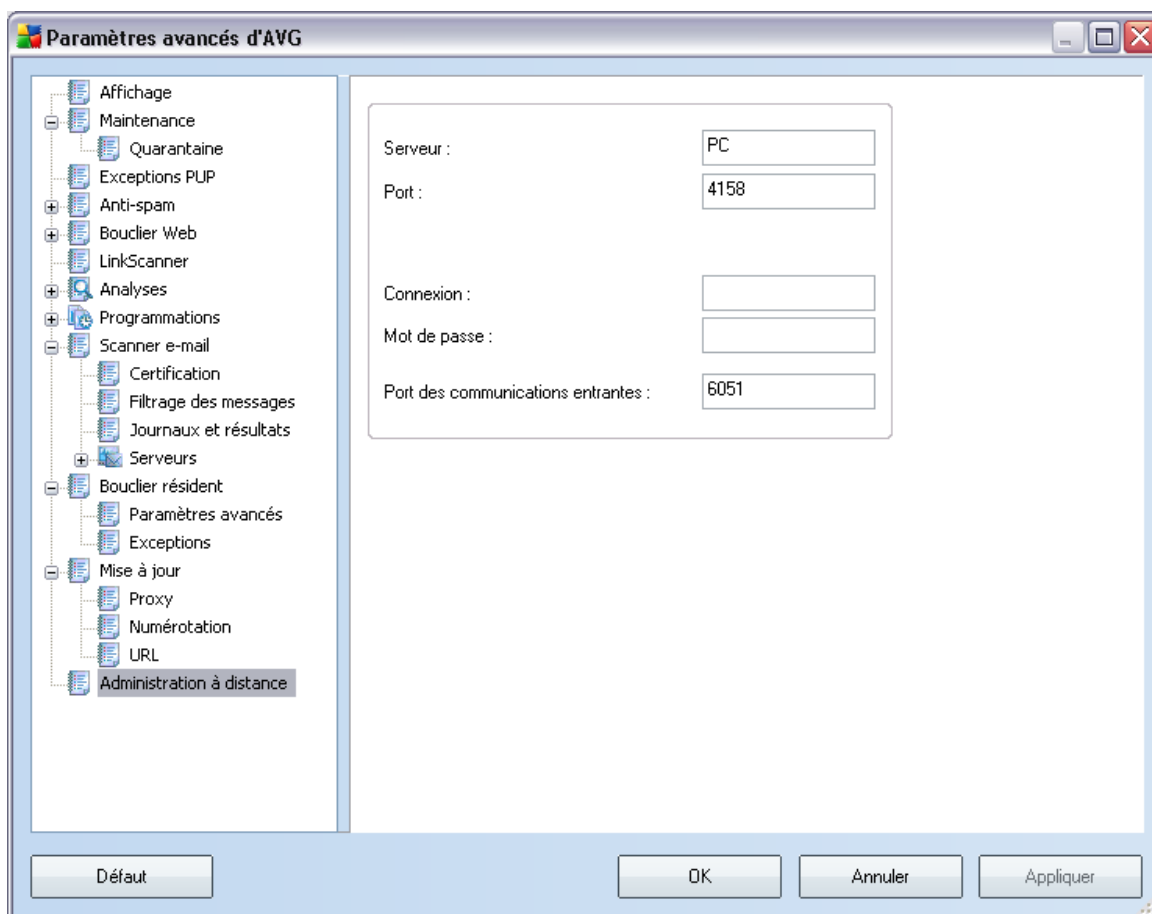 Paramètres avancés d'AVG
Affichage
Maintenance
Quarantaine
Exceptions PUP
Anti-spam
Bouclier Web
LinkScanner
Analyses
Programmations
Scanner e-mail
Certification
Filtrage des messages
Journaux et résultats
Serveurs
Bouclier résident
Paramètres avancés
Exceptions
Mise à jour
Proxy
Numérotation
URL
Administration à distance
Serveur : PC
Port : 4158
Connexion :
Mot de passe :
Port des communications entrantes : 6051
Défaut OK Annuler Appliquer